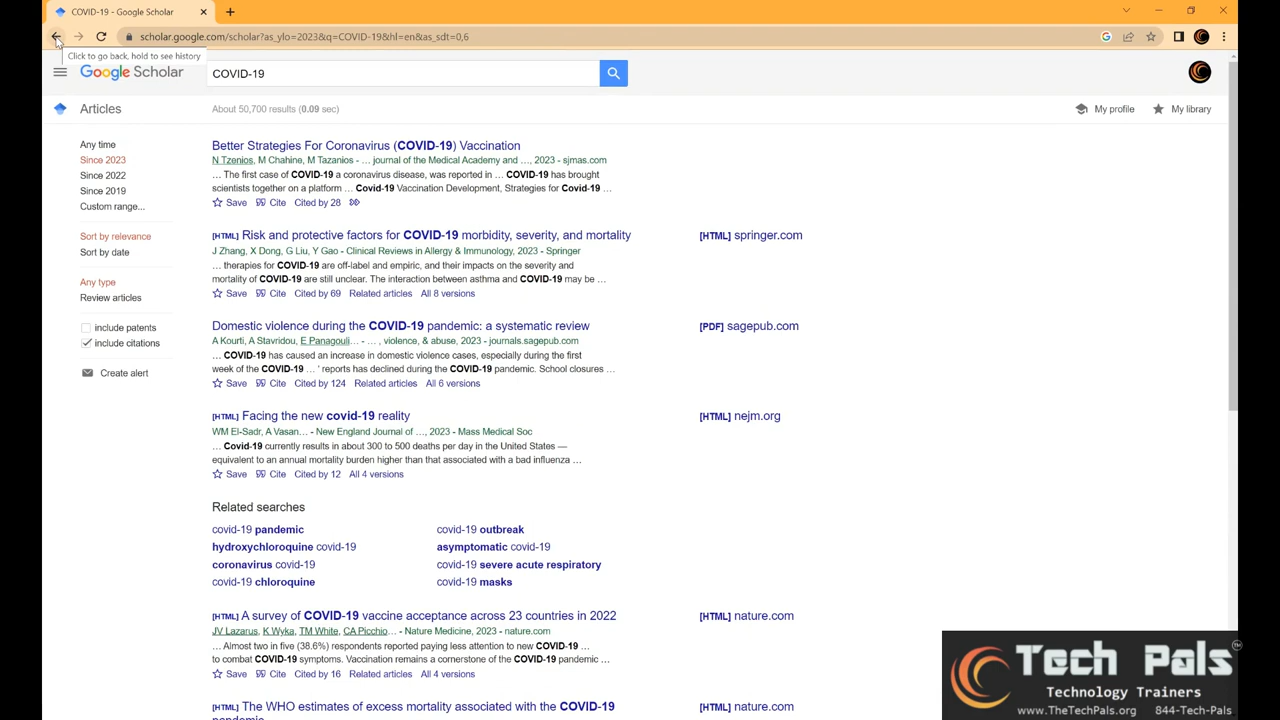 COVID-19 - Google Scholar
scholar.google.com/scholar?as_ylo=2023&q=COVID-19&hl=en&as_sdt=0,6
Click to go back, hold to see history
Google Scholar
COVID-19
Articles
About 50,700 results (0.09 sec)
My profile
My library
Any time
Since 2023
Since 2022
Since 2019
Custom range...
Sort by relevance
Sort by date
Any type
Review articles
include patents
include citations
Create alert
Better Strategies For Coronavirus (COVID-19) Vaccination
N Tzenios, M Chahine, M Tazanios - ... journal of the Medical Academy and ..., 2023 - sjmas.com
... The first case of COVID-19 a coronavirus disease, was reported in ... COVID-19 has brought
scientists together on a platform ... Covid-19 Vaccination Development, Strategies for Covid-19 ...
Save Cite Cited by 28
[HTML] Risk and protective factors for COVID-19 morbidity, severity, and mortality
[HTML] springer.com
J Zhang, X Dong, G Liu, Y Gao - Clinical Reviews in Allergy & Immunology, 2023 - Springer
... therapies for COVID-19 are off-label and empiric, and their impacts on the severity and
mortality of COVID-19 are still unclear. The interaction between asthma and COVID-19 may be ...
Save Cite Cited by 69 Related articles All 8 versions
Domestic violence during the COVID-19 pandemic: a systematic review
[PDF] sagepub.com
A Kourti, A Stavridou, E Panagouli... - ... , violence, & abuse, 2023 - journals.sagepub.com
... COVID-19 has caused an increase in domestic violence cases, especially during the first
week of the COVID-19 ... ' reports has declined during the COVID-19 pandemic. School closures ...
Save Cite Cited by 124 Related articles All 6 versions
[HTML] Facing the new covid-19 reality
[HTML] nejm.org
WM El-Sadr, A Vasan... - New England Journal of ..., 2023 - Mass Medical Soc
... Covid-19 currently results in about 300 to 500 deaths per day in the United States —
equivalent to an annual mortality burden higher than that associated with a bad influenza ...
Save Cite Cited by 12 All 4 versions
Related searches
covid-19 pandemic
covid-19 outbreak
hydroxychloroquine covid-19
asymptomatic covid-19
coronavirus covid-19
covid-19 severe acute respiratory
covid-19 chloroquine
covid-19 masks
[HTML] A survey of COVID-19 vaccine acceptance across 23 countries in 2022
[HTML] nature.com
JV Lazarus, K Wyka, TM White, CA Picchio... - Nature Medicine, 2023 - nature.com
... Almost two in five (38.6%) respondents reported paying less attention to new COVID-19 ...
to combat COVID-19 symptoms. Vaccination remains a cornerstone of the COVID-19 pandemic ...
Save Cite Cited by 16 Related articles All 4 versions
[HTML] The WHO estimates of excess mortality associated with the COVID-19
pandemic
[HTML] nature.com
Tech Pals™
Technology Trainers
www.TheTechPals.org 844-Tech-Pals